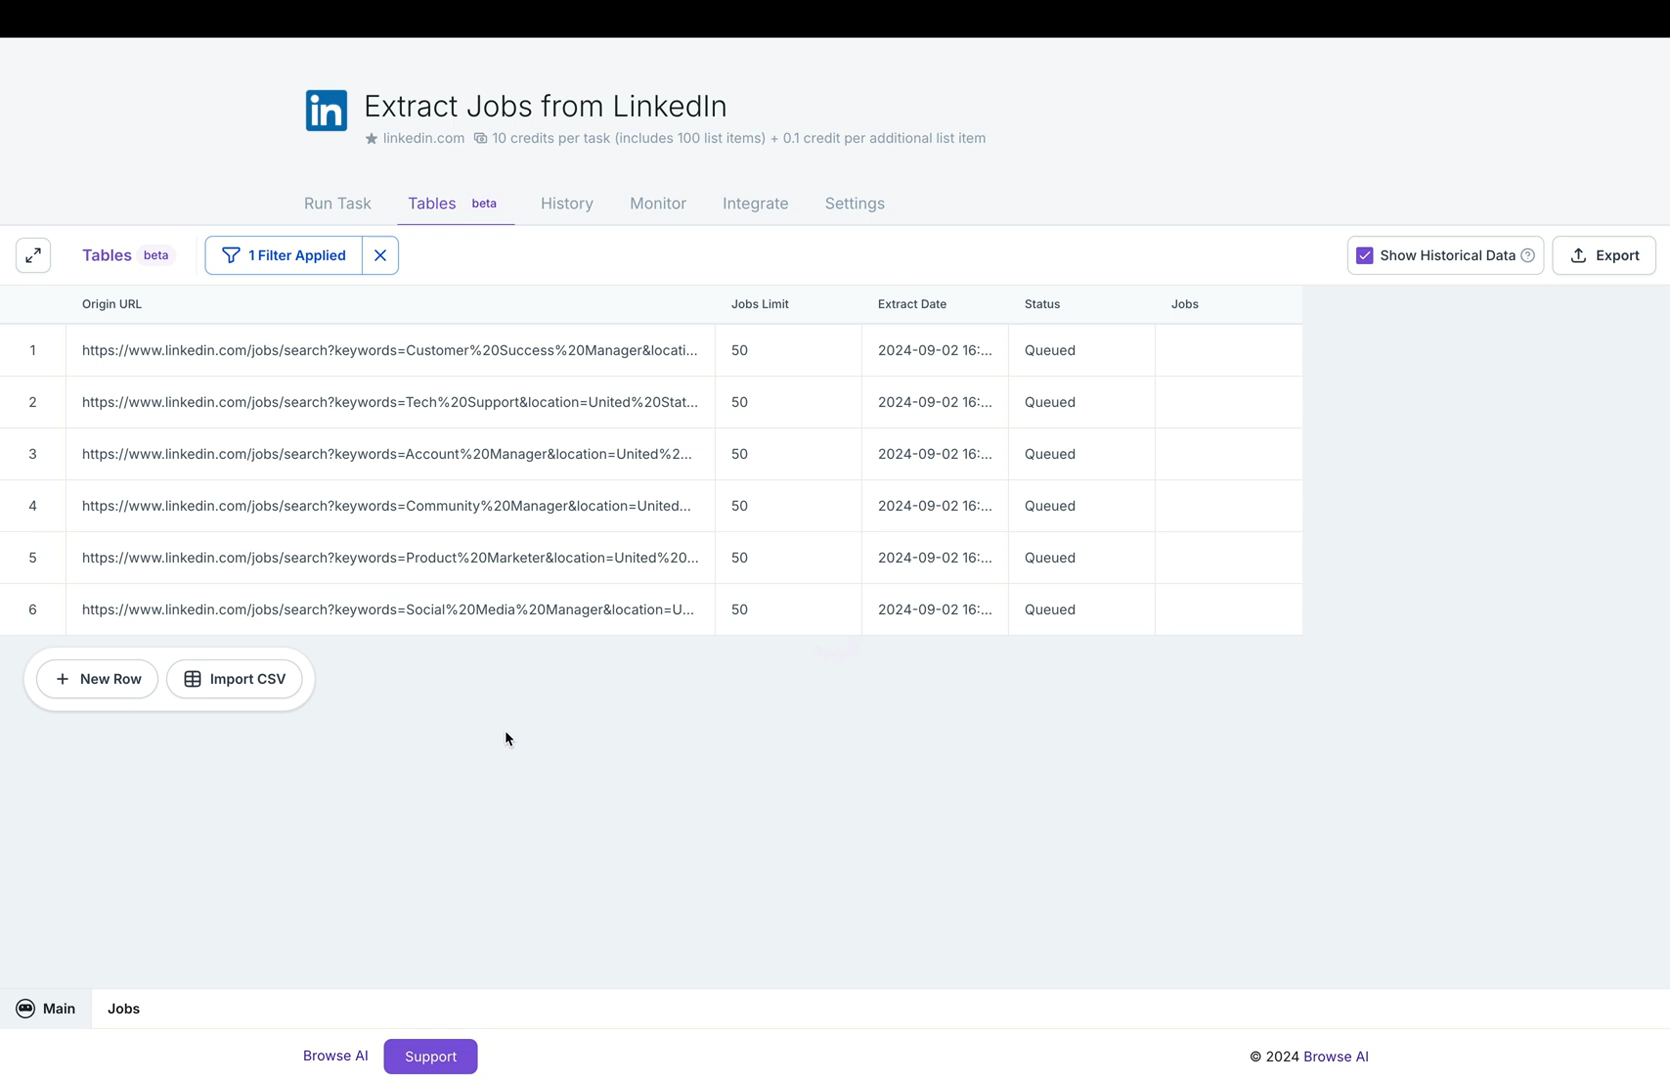 in
Extract Jobs from LinkedIn
linkedin.com 10 credits per task (includes 100 list items) + 0.1 credit per additional list item
Run Task Tables beta History Monitor Integrate Settings
Tables beta 1 Filter Applied Show Historical Data ? Export
Origin URL Jobs Limit Extract Date Status Jobs
1 https://www.linkedin.com/jobs/search?keywords=Customer%20Success%20Manager&locati... 50 2024-09-02 16:... Queued
2 https://www.linkedin.com/jobs/search?keywords=Tech%20Support&location=United%20Stat... 50 2024-09-02 16:... Queued
3 https://www.linkedin.com/jobs/search?keywords=Account%20Manager&location=United%2... 50 2024-09-02 16:... Queued
4 https://www.linkedin.com/jobs/search?keywords=Community%20Manager&location=United... 50 2024-09-02 16:... Queued
5 https://www.linkedin.com/jobs/search?keywords=Product%20Marketer&location=United%20... 50 2024-09-02 16:... Queued
6 https://www.linkedin.com/jobs/search?keywords=Social%20Media%20Manager&location=U... 50 2024-09-02 16:... Queued
+ New Row Import CSV
Main Jobs
Browse AI Support © 2024 Browse AI